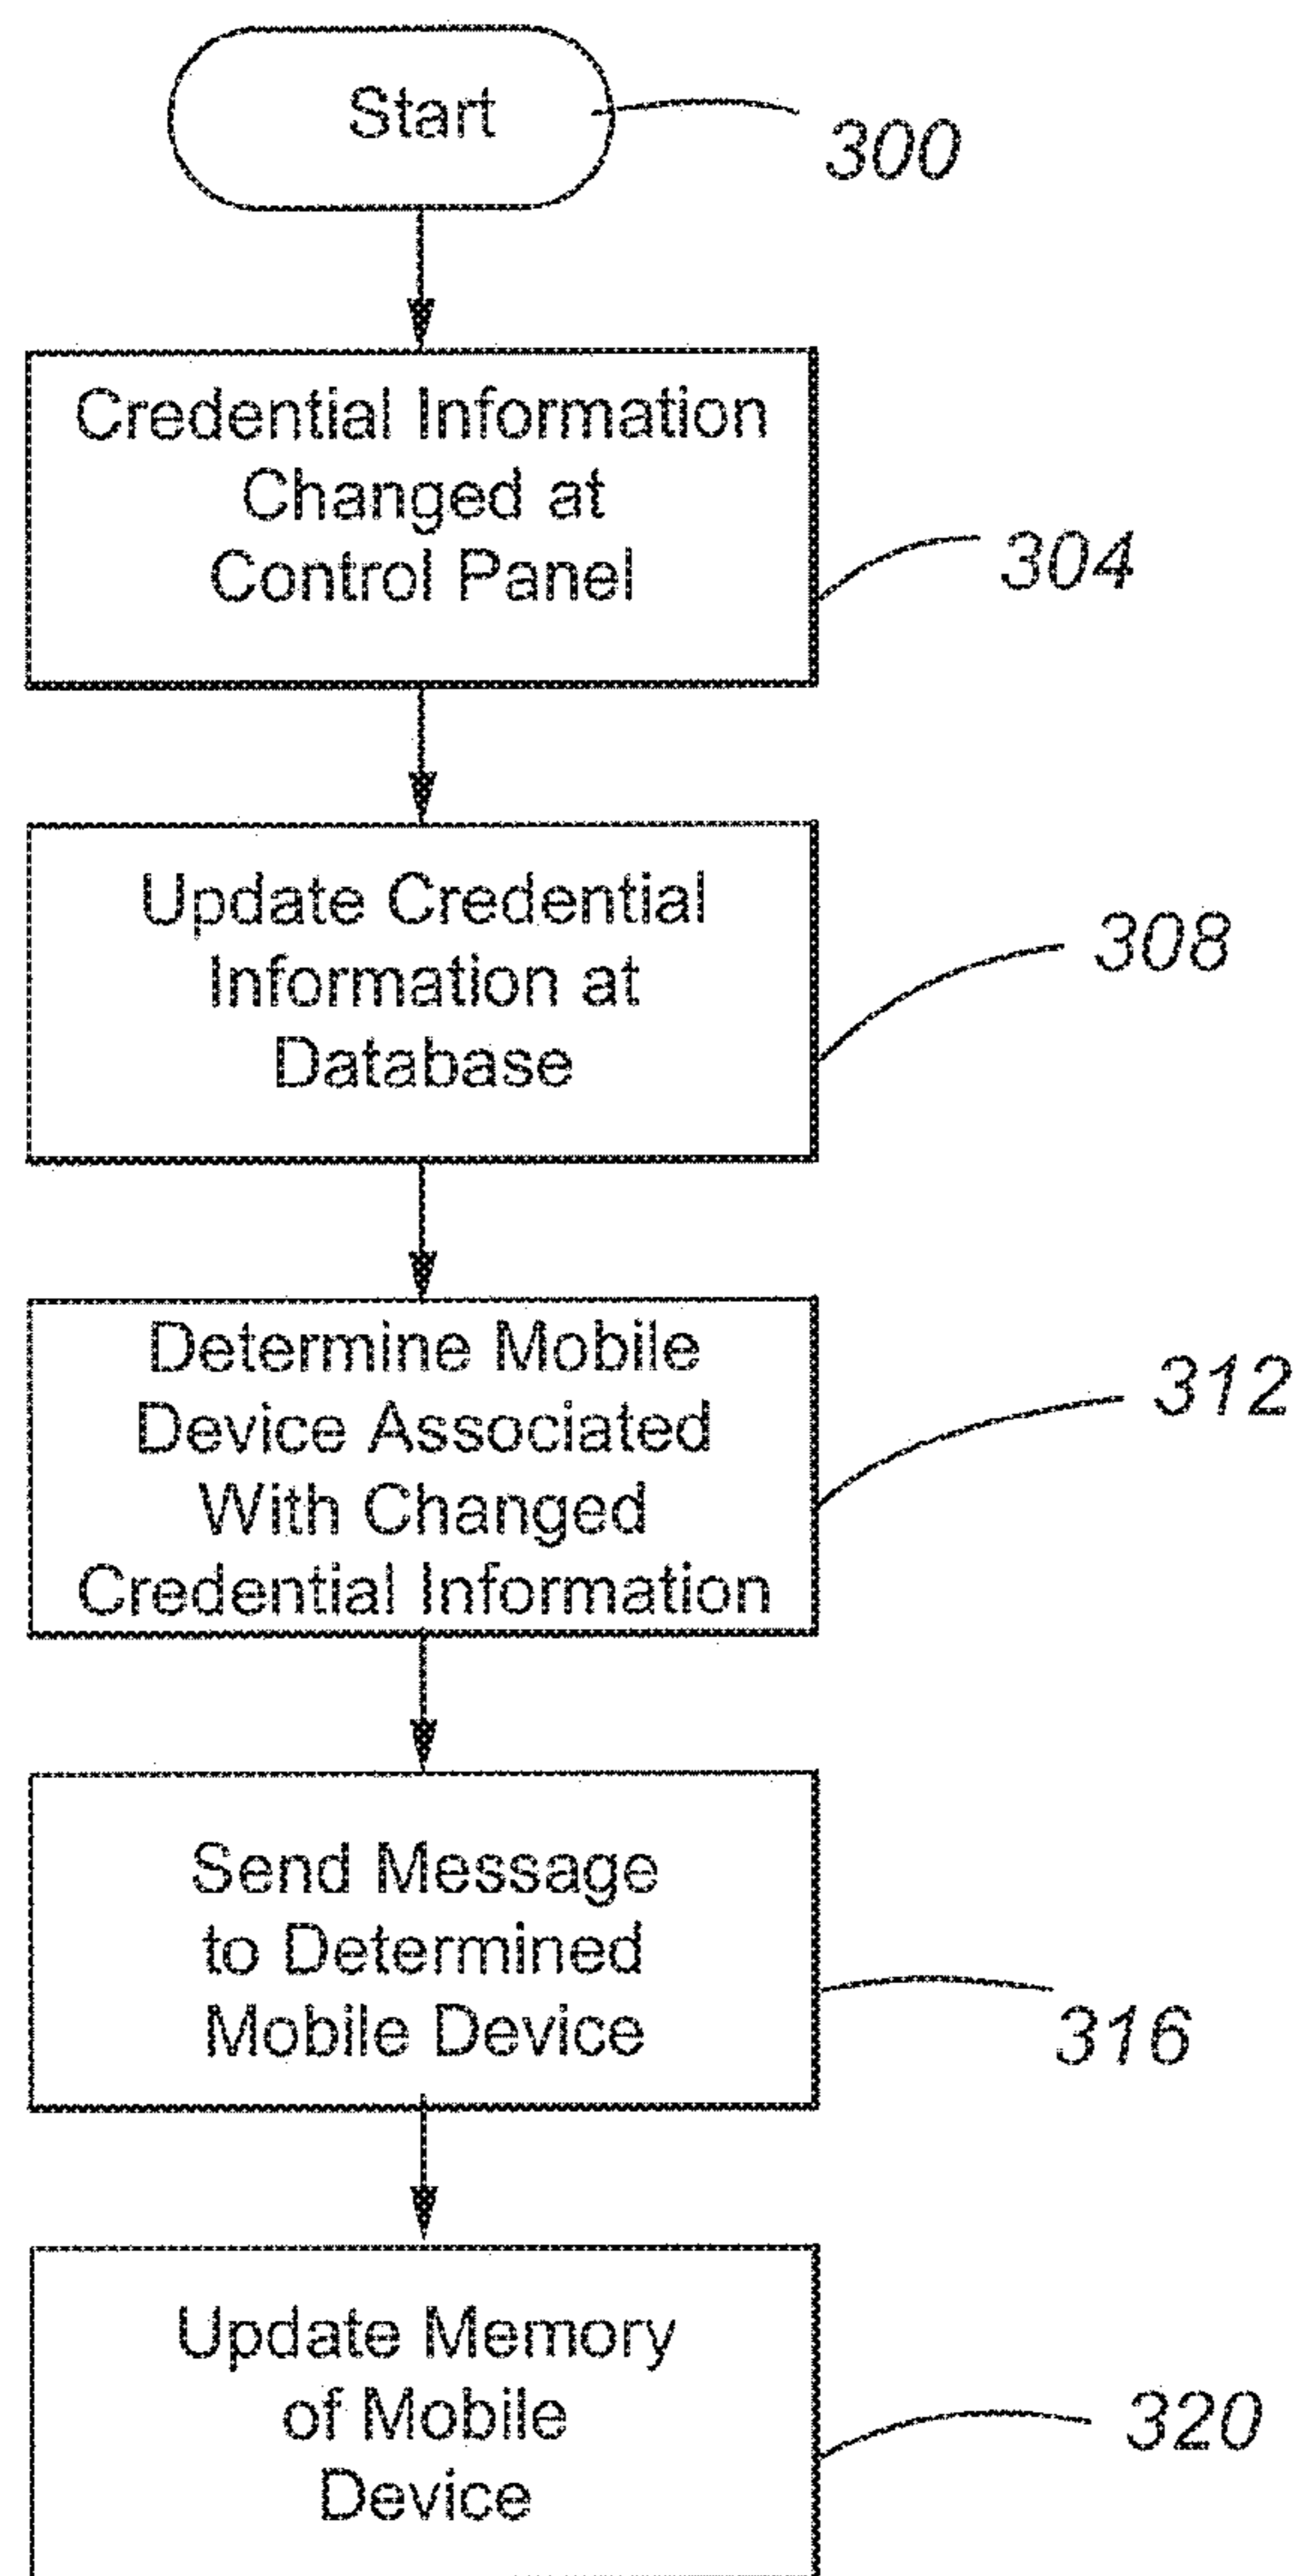 Start
300
Credential Information
Changed at
Control Panel
304
Update Credential
Information at
Database
308
Determine Mobile
Device Associated
With Changed
Credential Information
312
Send Message
to Determined
Mobile Device
316
Update Memory
of Mobile
Device
320